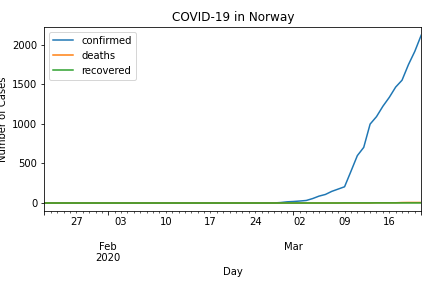 COVID-19 in Norway
confirmed
deaths
recovered
2000
1500
1000
500
0
Number of Cases
27 03 10 17 24 02 09 16
Feb Mar
2020
Day